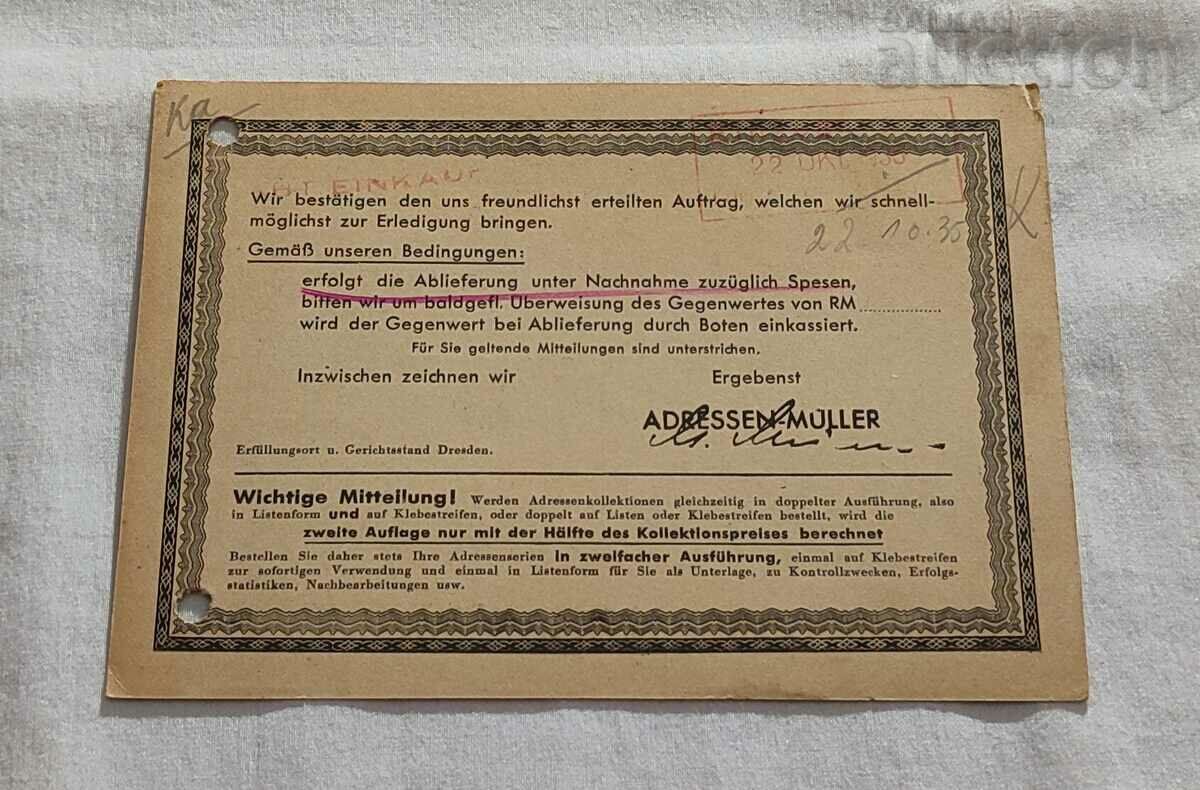 auction
Ka
22 OKT.
EINKAUF
Wir bestätigen den uns freundlichst erteilten Auftrag, welchen wir schnell-
möglichst zur Erledigung bringen.
22 10.35
Gemäß unseren Bedingungen:
erfolgt die Ablieferung unter Nachnahme zuzüglich Spesen,
bitten wir um baldgefl. Überweisung des Gegenwertes von RM..............
wird der Gegenwert bei Ablieferung durch Boten einkassiert.
Für Sie geltende Mitteilungen sind unterstrichen.
Inzwischen zeichnen wir Ergebenst
ADRESSEN-MÜLLER
Erfüllungsort u. Gerichtsstand Dresden.
Wichtige Mitteilung! Werden Adressenkollektionen gleichzeitig in doppelter Ausführung, also
in Listenform und auf Klebestreifen, oder doppelt auf Listen oder Klebestreifen bestellt, wird die
zweite Auflage nur mit der Hälfte des Kollektionspreises berechnet
Bestellen Sie daher stets Ihre Adressenserien in zweifacher Ausführung, einmal auf Klebestreifen
zur sofortigen Verwendung und einmal in Listenform für Sie als Unterlage, zu Kontrollzwecken, Erfolgs-
statistiken, Nachbearbeitungen usw.